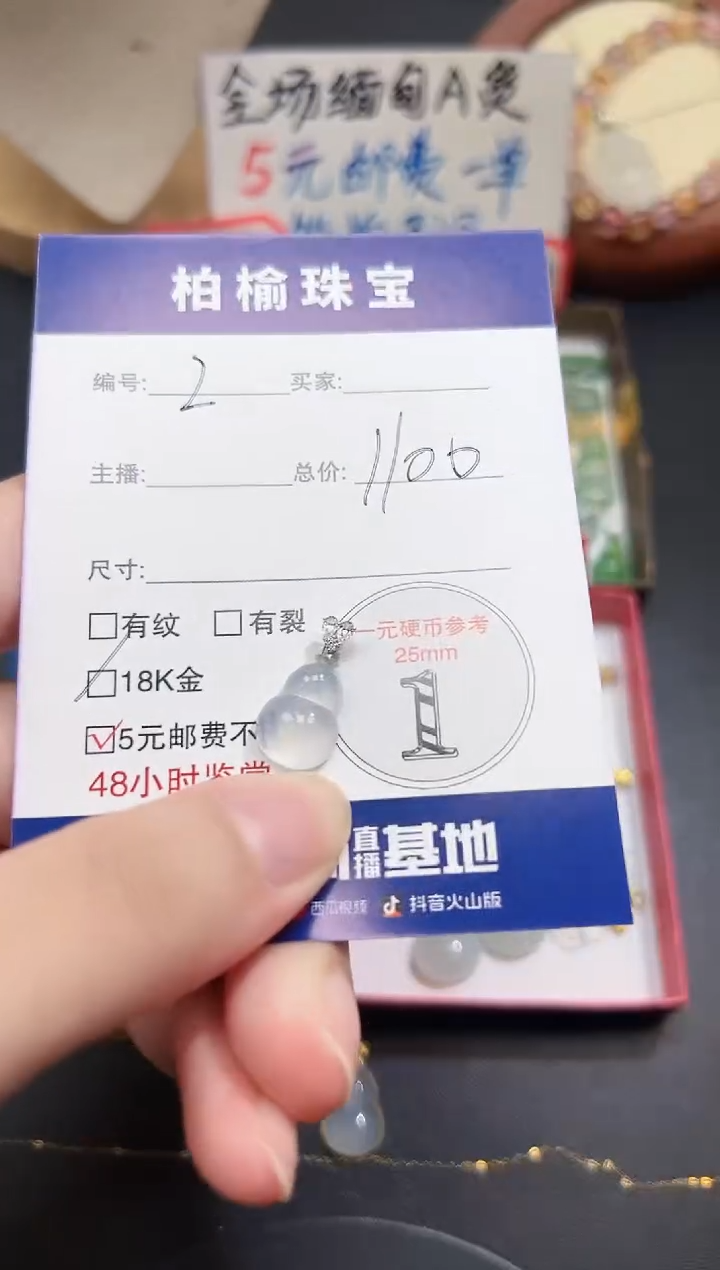 全场缅甸A货
5元邮费一单
柏榆珠宝
编号: 2 买家:
主播: 总价: 1100
尺寸:
有纹 有裂
一元硬币参考
25mm
1
18K金
5元邮费不
48小时鉴赏
直播基地
西瓜视频 抖音火山版